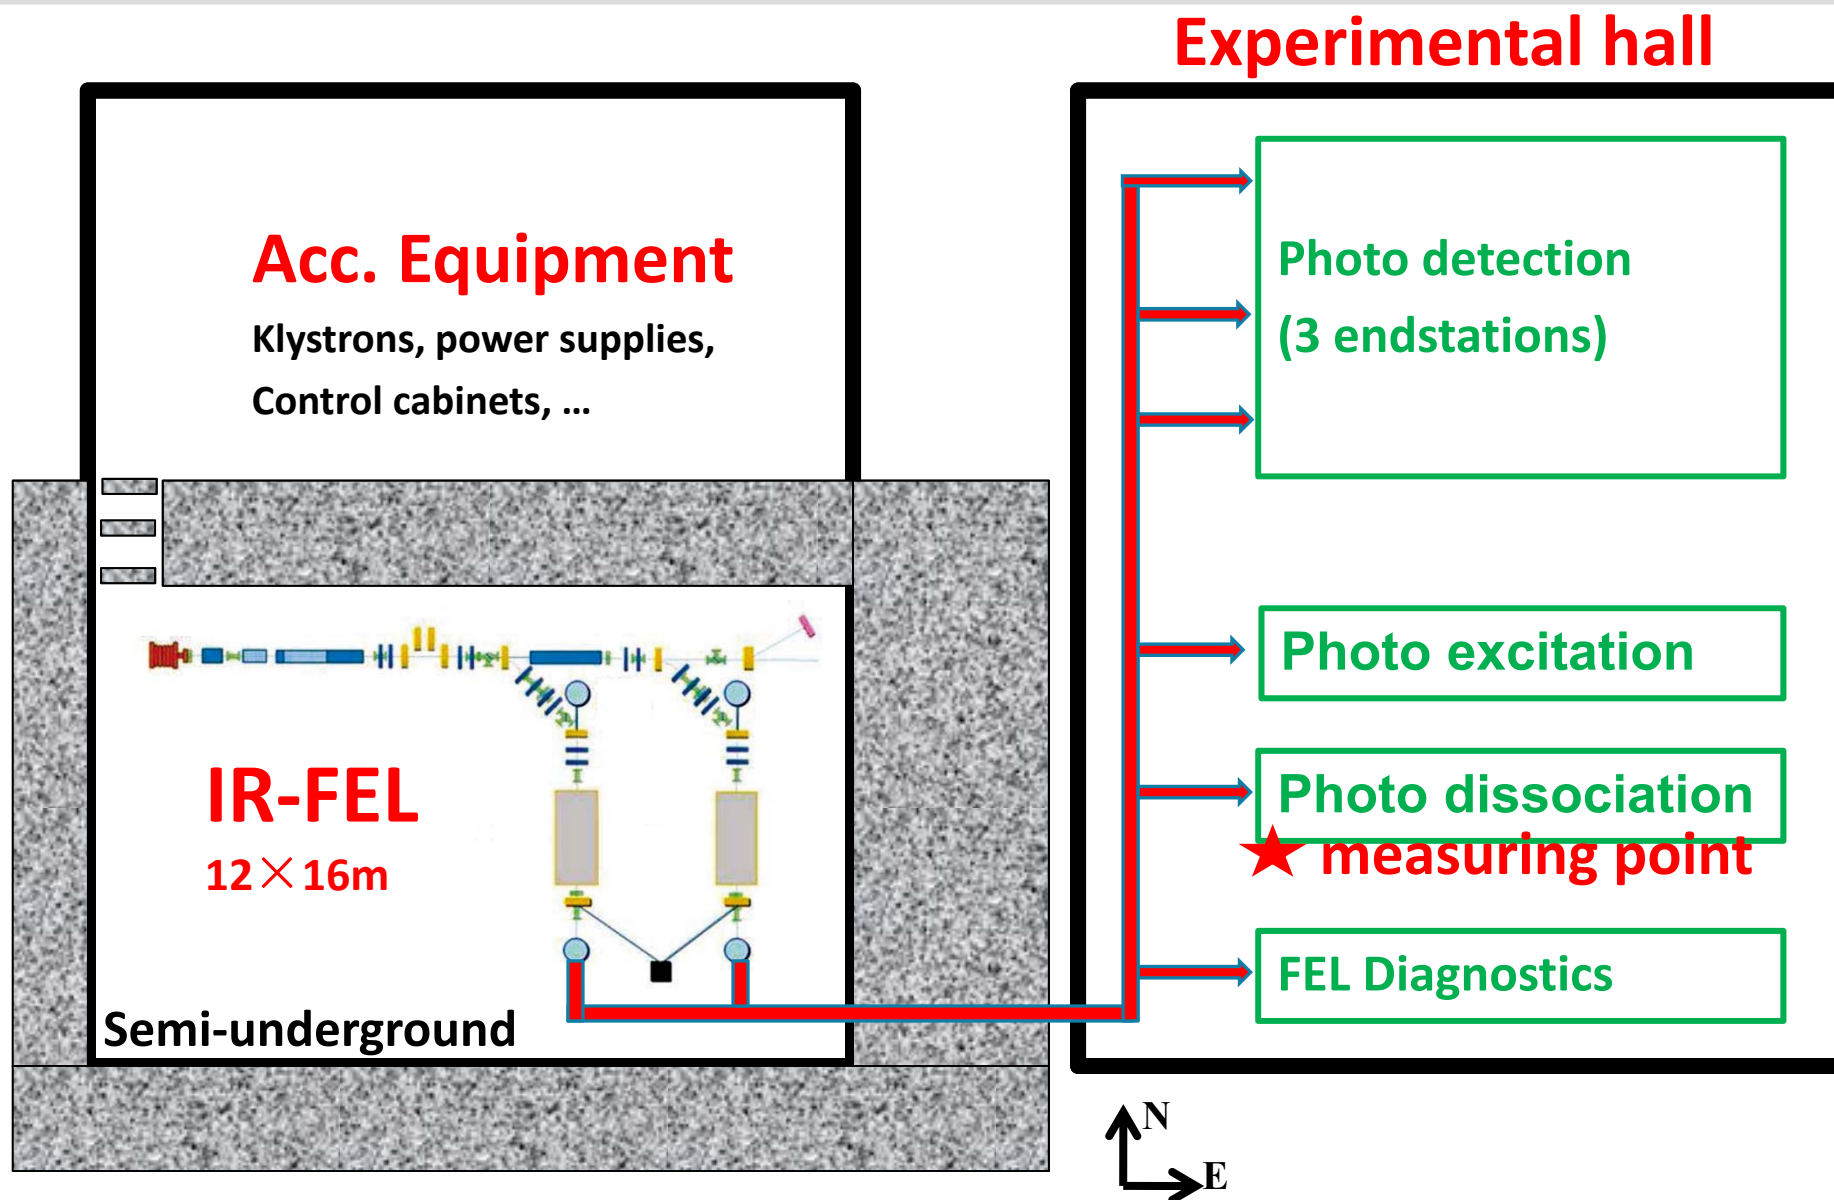 Experimental hall
Acc. Equipment
Klystrons, power supplies,
Control cabinets, ...
Photo detection
(3 endstations)
Photo excitation
Photo dissociation
★ measuring point
FEL Diagnostics
IR-FEL
12×16m
Semi-underground
N
E